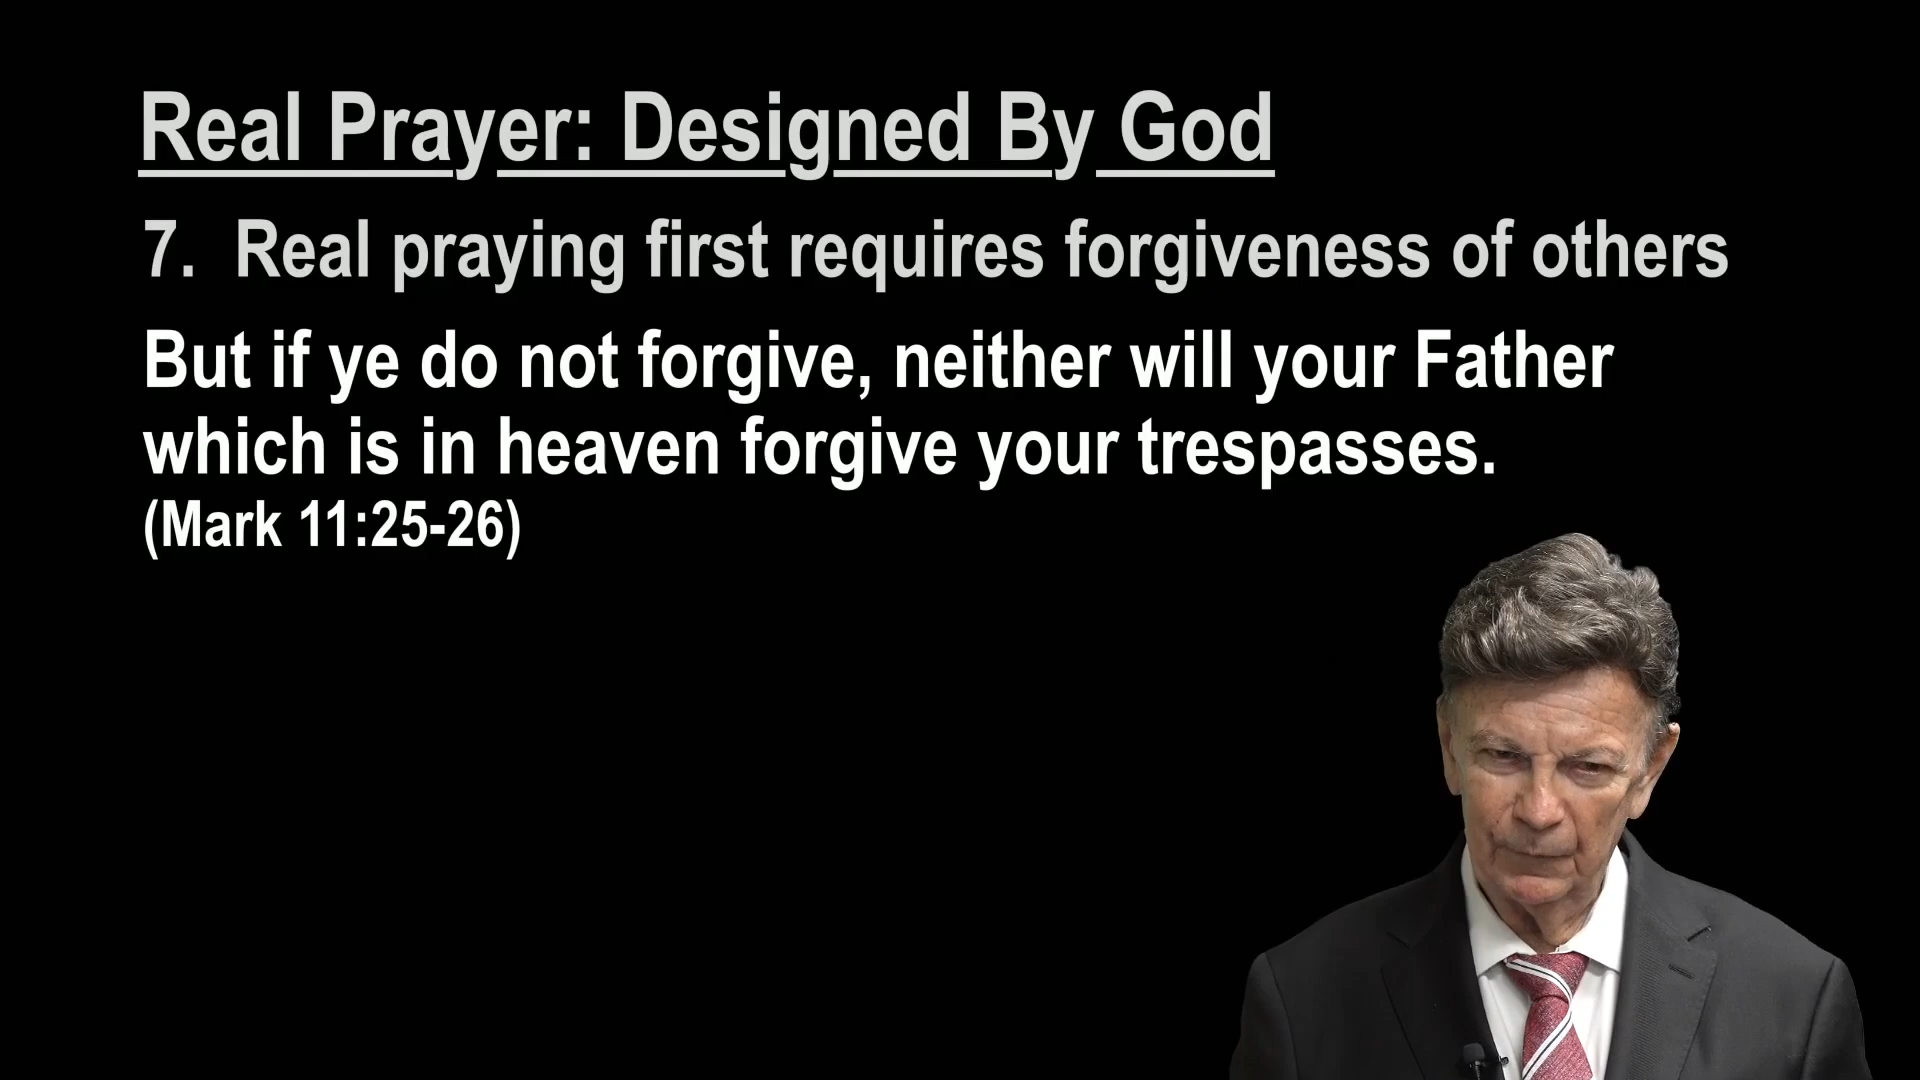 Real Prayer: Designed By God
7. Real praying first requires forgiveness of others
But if ye do not forgive, neither will your Father
which is in heaven forgive your trespasses.
(Mark 11:25-26)